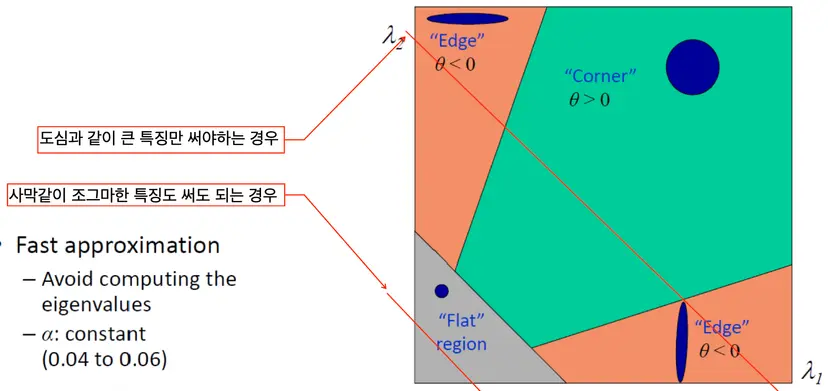 λ₂
"Edge"
θ < 0
"Corner"
θ > 0
도심과 같이 큰 특징만 써야하는 경우
사막같이 조그마한 특징도 써도 되는 경우
• Fast approximation
– Avoid computing the
eigenvalues
– α: constant
(0.04 to 0.06)
"Flat"
region
"Edge"
θ < 0
λ₁